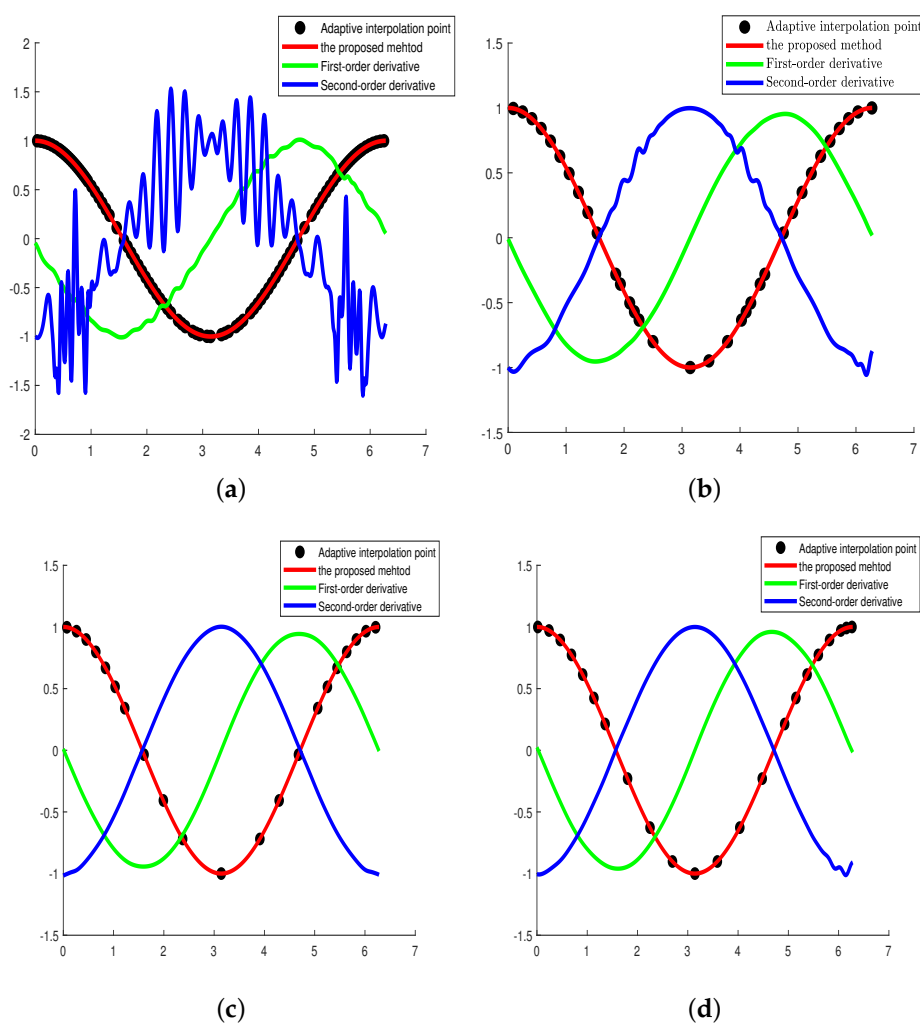 Adaptive interpolation point
the proposed mehtod
First-order derivative
Second-order derivative
2
1.5
1
0.5
0
-0.5
-1
-1.5
-2
0 1 2 3 4 5 6 7
(a)
Adaptive interpolation point
the proposed method
First-order derivative
Second-order derivative
1.5
1
0.5
0
-0.5
-1
-1.5
0 1 2 3 4 5 6 7
(b)
Adaptive interpolation point
the proposed mehtod
First-order derivative
Second-order derivative
1.5
1
0.5
0
-0.5
-1
-1.5
0 1 2 3 4 5 6 7
(c)
Adaptive interpolation point
the proposed mehtod
First-order derivative
Second-order derivative
1.5
1
0.5
0
-0.5
-1
-1.5
0 1 2 3 4 5 6 7
(d)